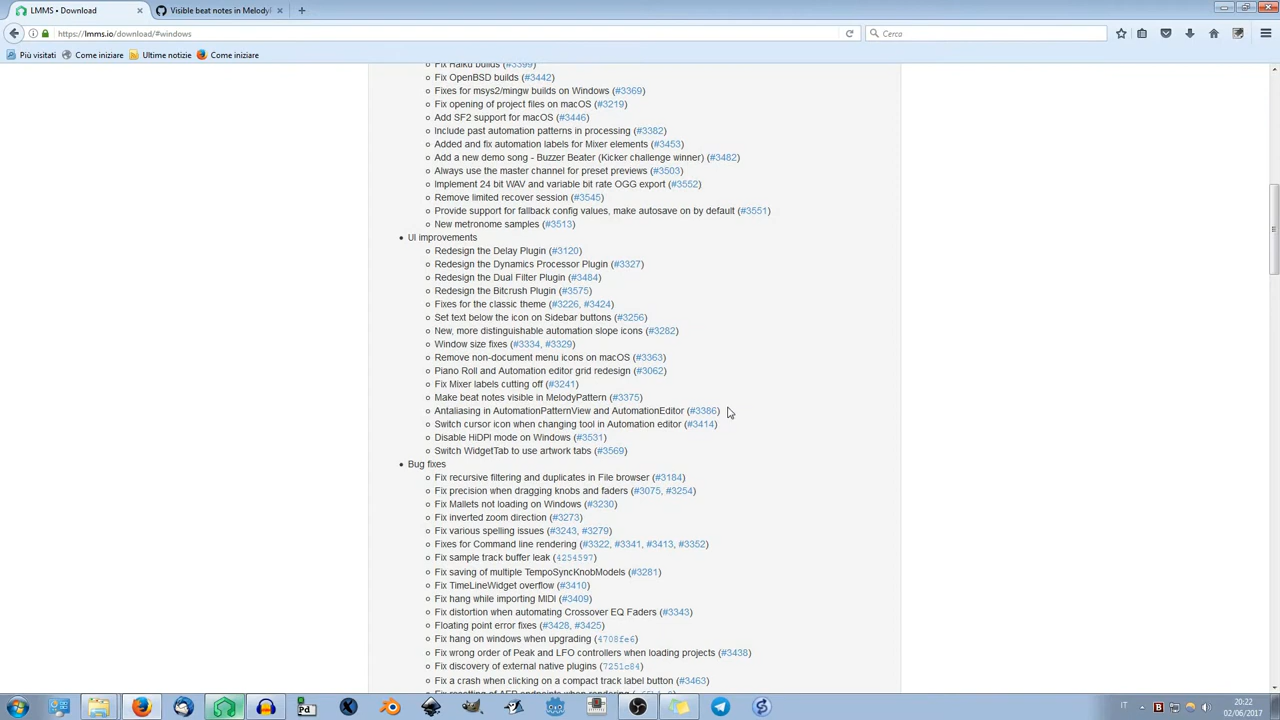 LMMS • Download
Visible beat notes in MelodyP
https://lmms.io/download/#windows
Cerca
Più visitati
Come iniziare
Ultime notizie
Come iniziare
Fix Haiku builds (#3399)
Fix OpenBSD builds (#3442)
Fixes for msys2/mingw builds on Windows (#3369)
Fix opening of project files on macOS (#3219)
Add SF2 support for macOS (#3446)
Include past automation patterns in processing (#3382)
Added and fix automation labels for Mixer elements (#3453)
Add a new demo song - Buzzer Beater (Kicker challenge winner) (#3482)
Always use the master channel for preset previews (#3503)
Implement 24 bit WAV and variable bit rate OGG export (#3552)
Remove limited recover session (#3545)
Provide support for fallback config values, make autosave on by default (#3551)
New metronome samples (#3513)
UI improvements
Redesign the Delay Plugin (#3120)
Redesign the Dynamics Processor Plugin (#3327)
Redesign the Dual Filter Plugin (#3484)
Redesign the Bitcrush Plugin (#3575)
Fixes for the classic theme (#3226, #3424)
Set text below the icon on Sidebar buttons (#3256)
New, more distinguishable automation slope icons (#3282)
Window size fixes (#3334, #3329)
Remove non-document menu icons on macOS (#3363)
Piano Roll and Automation editor grid redesign (#3062)
Fix Mixer labels cutting off (#3241)
Make beat notes visible in MelodyPattern (#3375)
Antaliasing in AutomationPatternView and AutomationEditor (#3386)
Switch cursor icon when changing tool in Automation editor (#3414)
Disable HiDPI mode on Windows (#3531)
Switch WidgetTab to use artwork tabs (#3569)
Bug fixes
Fix recursive filtering and duplicates in File browser (#3184)
Fix precision when dragging knobs and faders (#3075, #3254)
Fix Mallets not loading on Windows (#3230)
Fix inverted zoom direction (#3273)
Fix various spelling issues (#3243, #3279)
Fixes for Command line rendering (#3322, #3341, #3413, #3352)
Fix sample track buffer leak (4254597)
Fix saving of multiple TempoSyncKnobModels (#3281)
Fix TimeLineWidget overflow (#3410)
Fix hang while importing MIDI (#3409)
Fix distortion when automating Crossover EQ Faders (#3343)
Floating point error fixes (#3428, #3425)
Fix hang on windows when upgrading (4708fe6)
Fix wrong order of Peak and LFO controllers when loading projects (#3438)
Fix discovery of external native plugins (7251c84)
Fix a crash when clicking on a compact track label button (#3463)
Pd
IT
20:22
02/06/2017